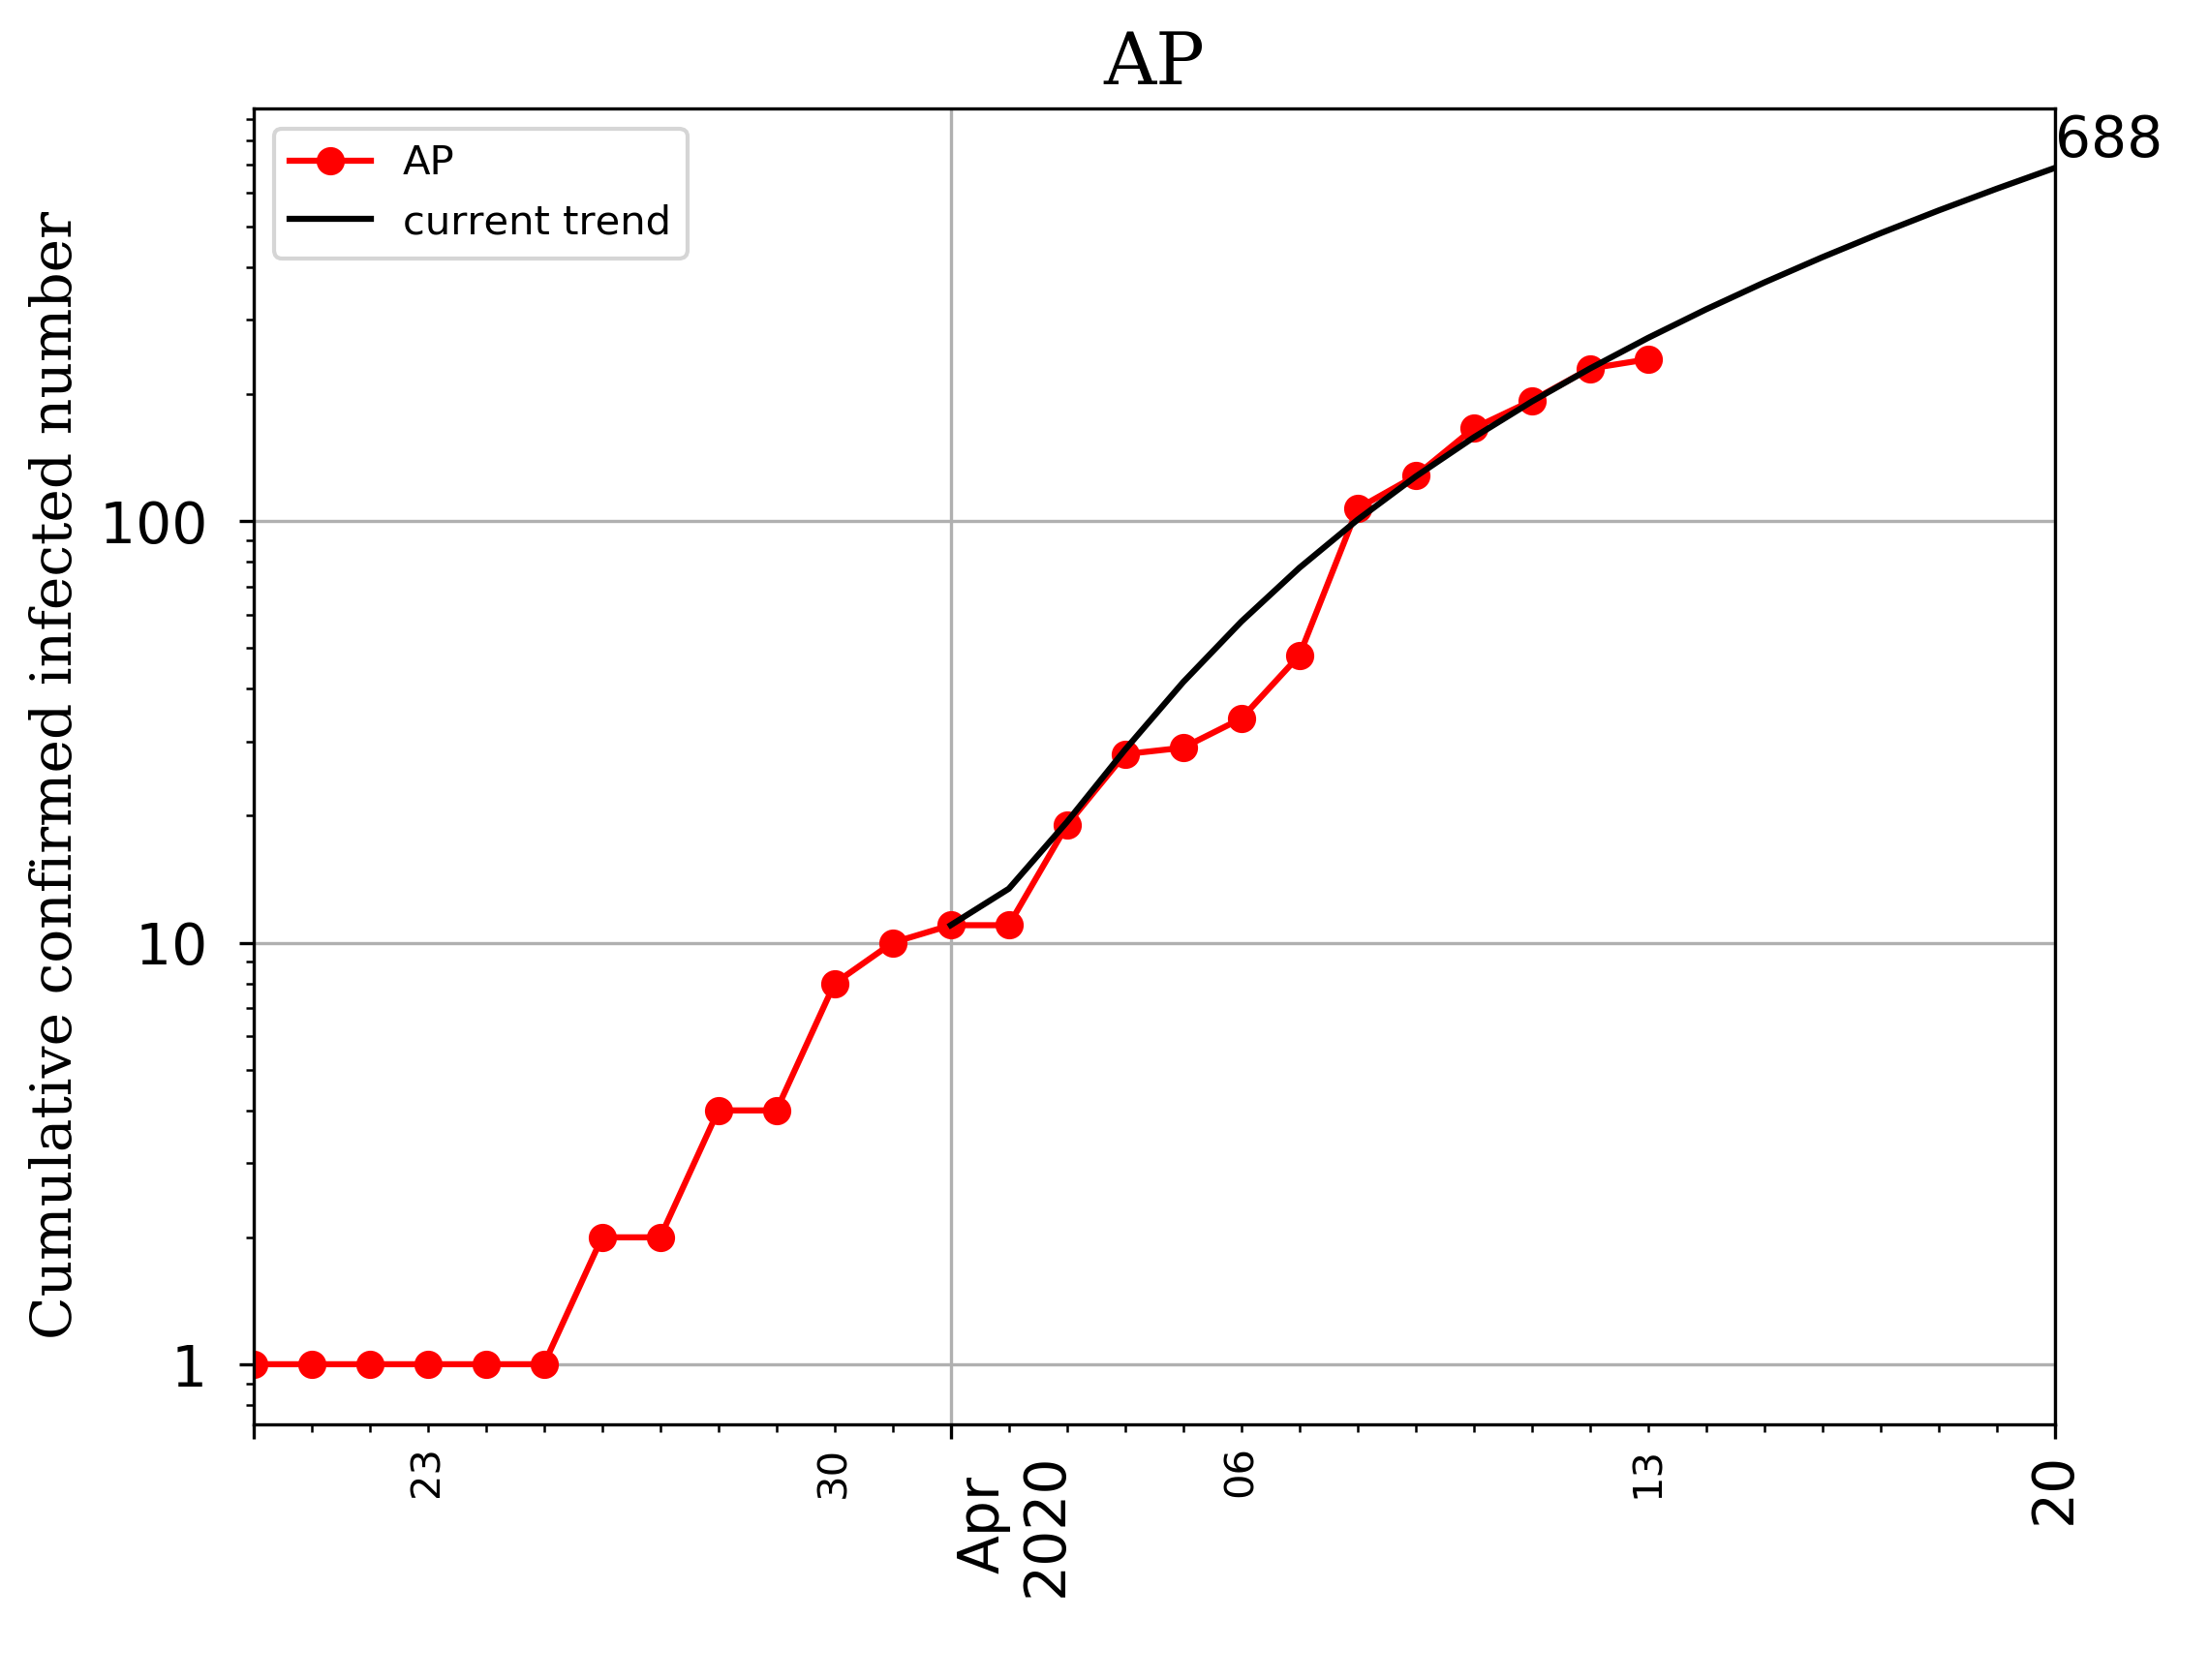 AP
688
AP
current trend
Cumulative confirmed infected number
100
10
1
23
30
Apr
2020
06
13
20